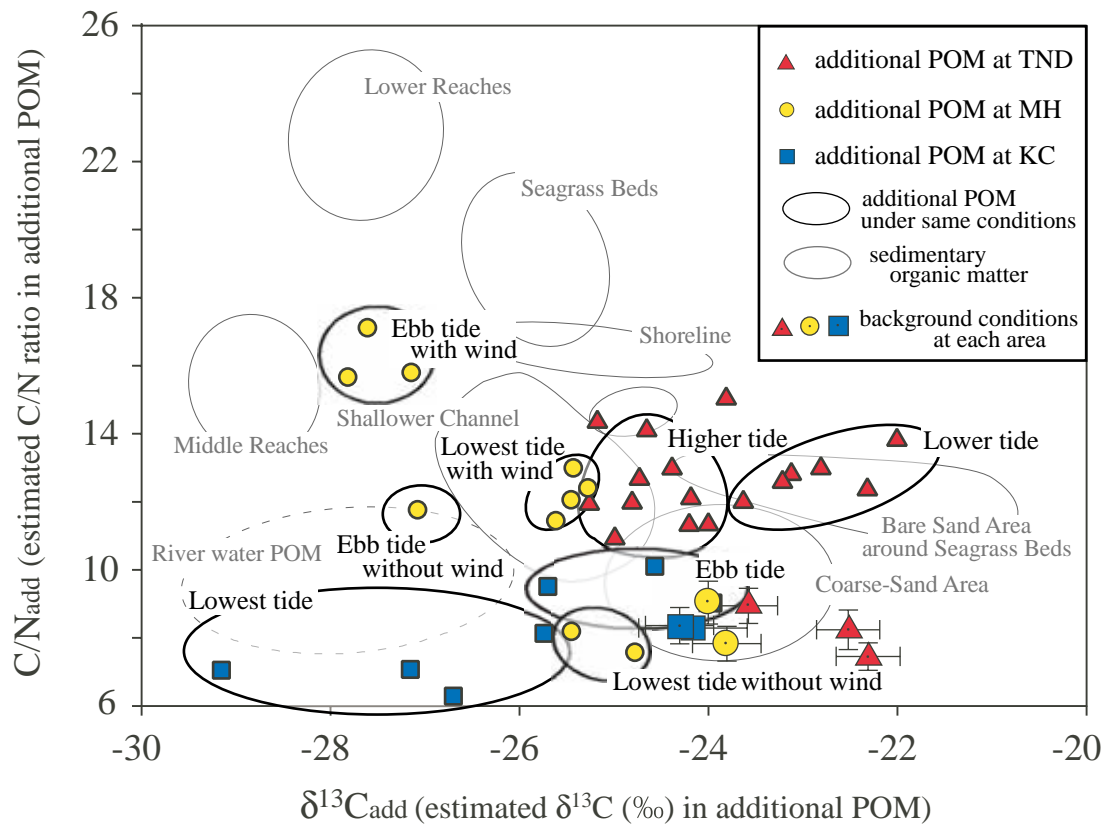 26
22
18
14
10
6
-30
-28
-26
-24
-22
-20
C/Nadd (estimated C/N ratio in additional POM)
δ13Cadd (estimated δ13C (‰) in additional POM)
additional POM at TND
additional POM at MH
additional POM at KC
additional POM
under same conditions
sedimentary
organic matter
background conditions
at each area
Lower Reaches
Seagrass Beds
Ebb tide
with wind
Shoreline
Middle Reaches
Shallower Channel
Lowest tide
with wind
Higher tide
Lower tide
Bare Sand Area
around Seagrass Beds
River water POM
Ebb tide
without wind
Ebb tide
Coarse-Sand Area
Lowest tide
Lowest tide without wind